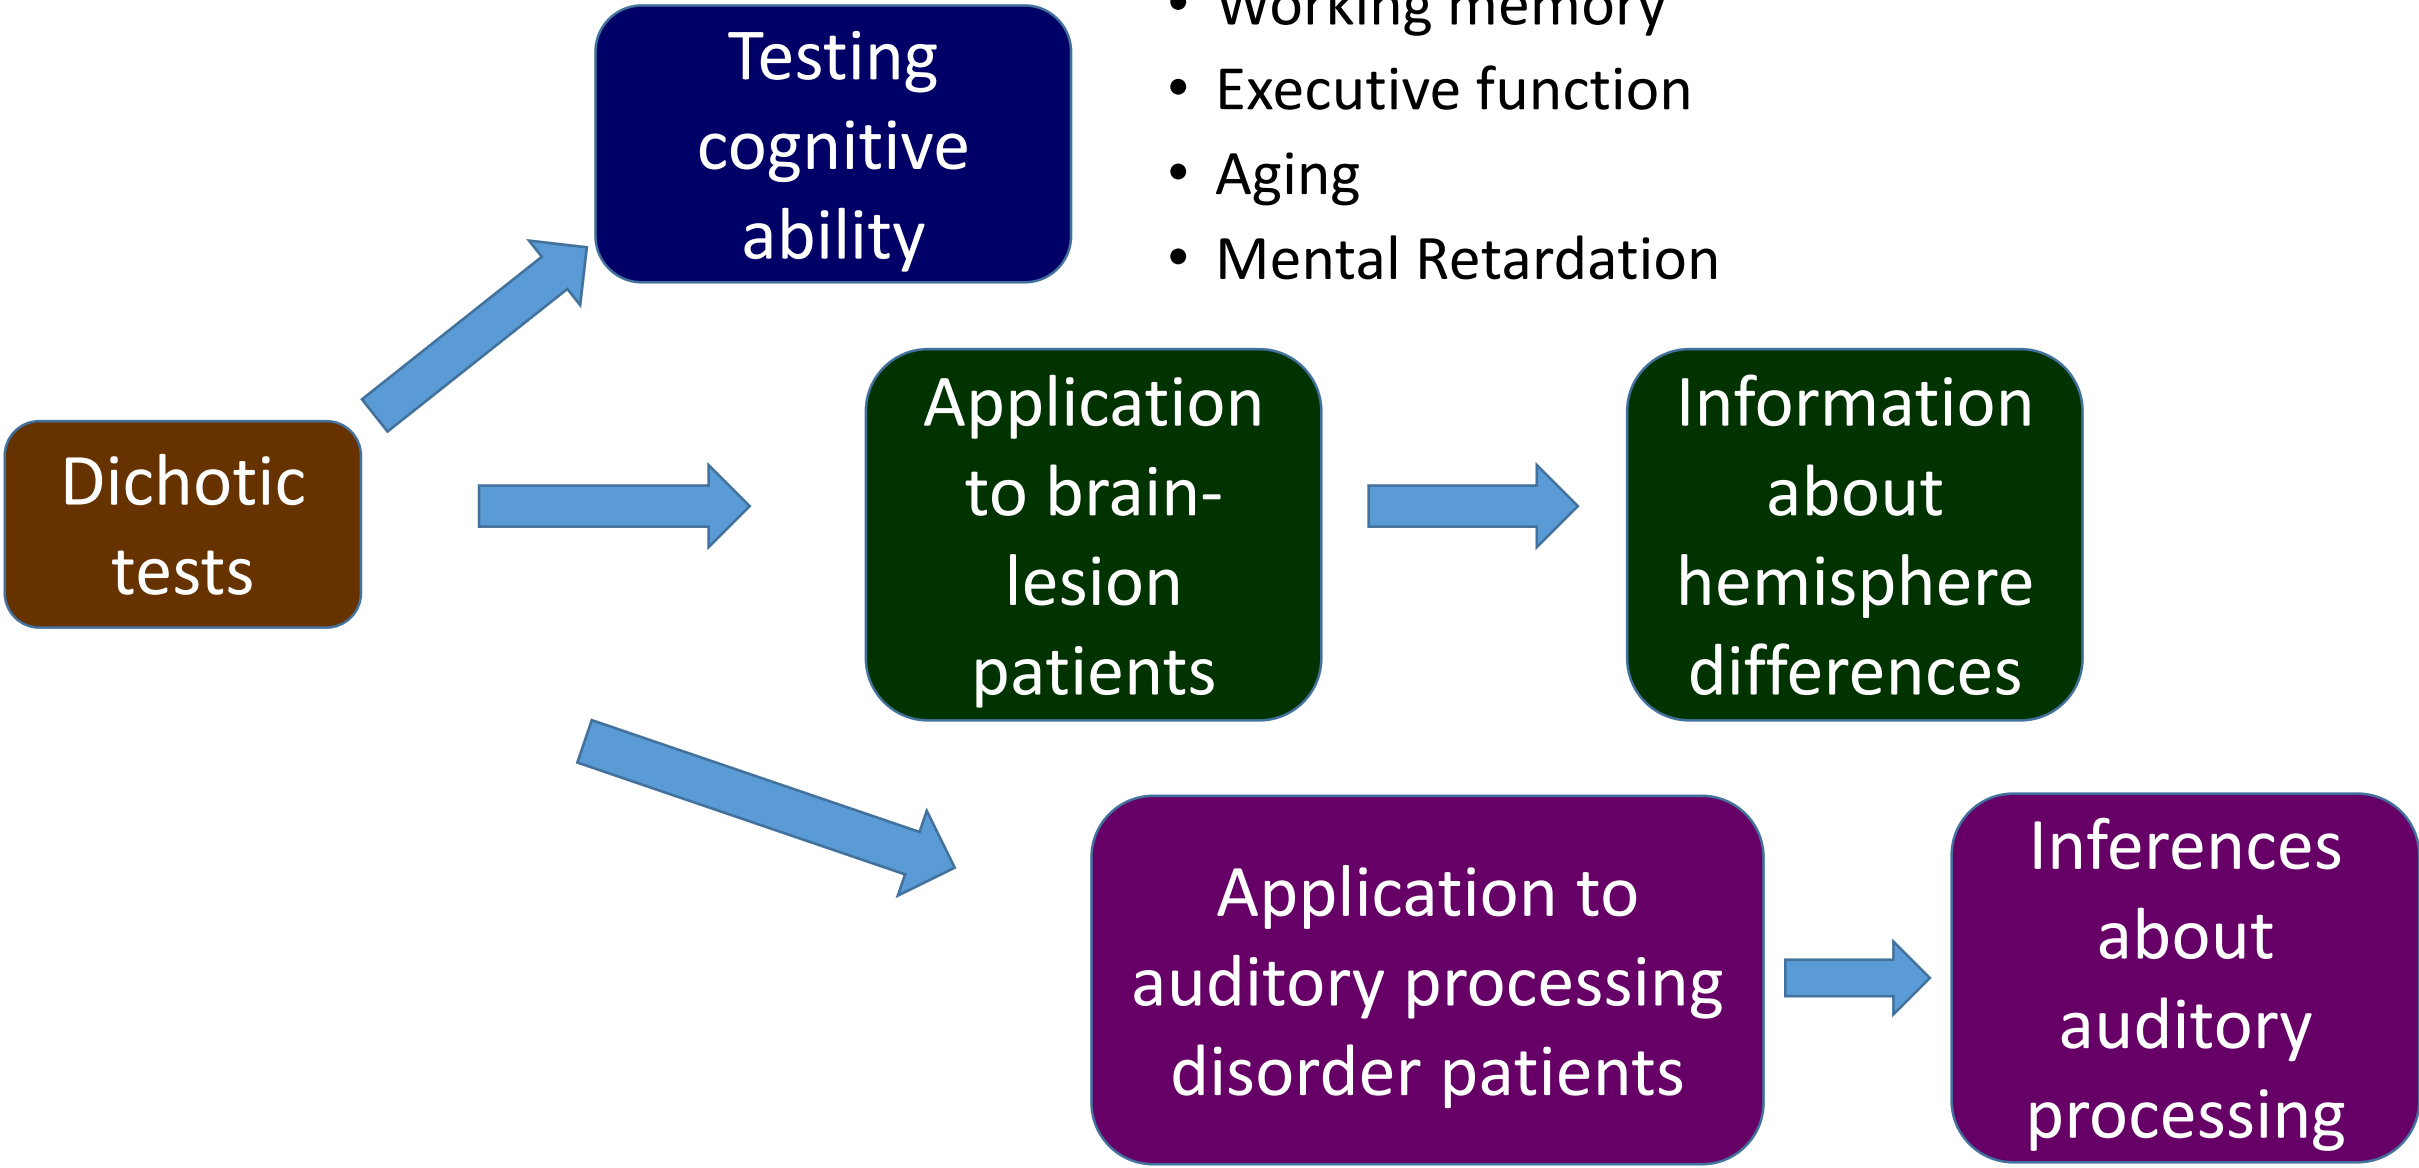 Testing
cognitive
ability
• Working memory
• Executive function
• Aging
• Mental Retardation
Dichotic
tests
Application
to brain-
lesion
patients
Information
about
hemisphere
differences
Application to
auditory processing
disorder patients
Inferences
about
auditory
processing